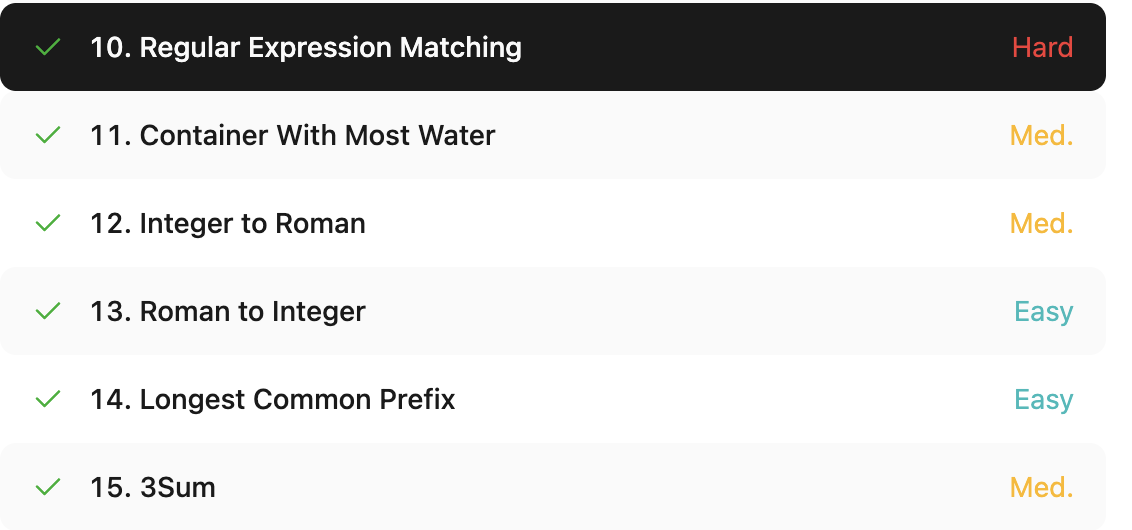 10. Regular Expression Matching Hard
11. Container With Most Water Med.
12. Integer to Roman Med.
13. Roman to Integer Easy
14. Longest Common Prefix Easy
15. 3Sum Med.